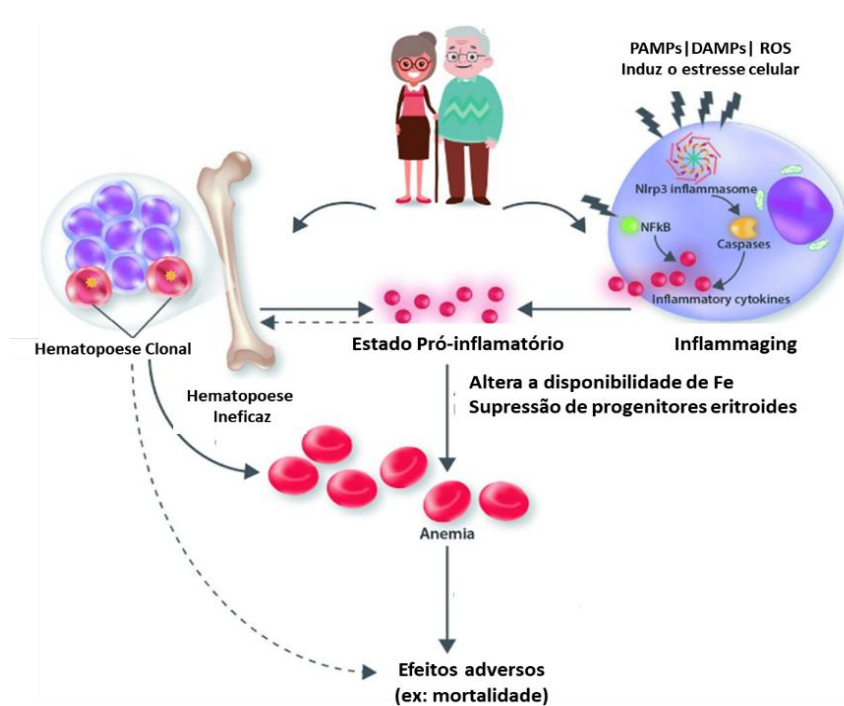 PAMPs|DAMPs| ROS
Induz o estresse celular
Nlrp3 inflammasome
NFkB
Caspases
Inflammatory cytokines
Hematopoese Clonal
Estado Pró-inflamatório
Inflammaging
Hematopoese
Ineficaz
Altera a disponibilidade de Fe
Supressão de progenitores eritroides
Anemia
Efeitos adversos
(ex: mortalidade)